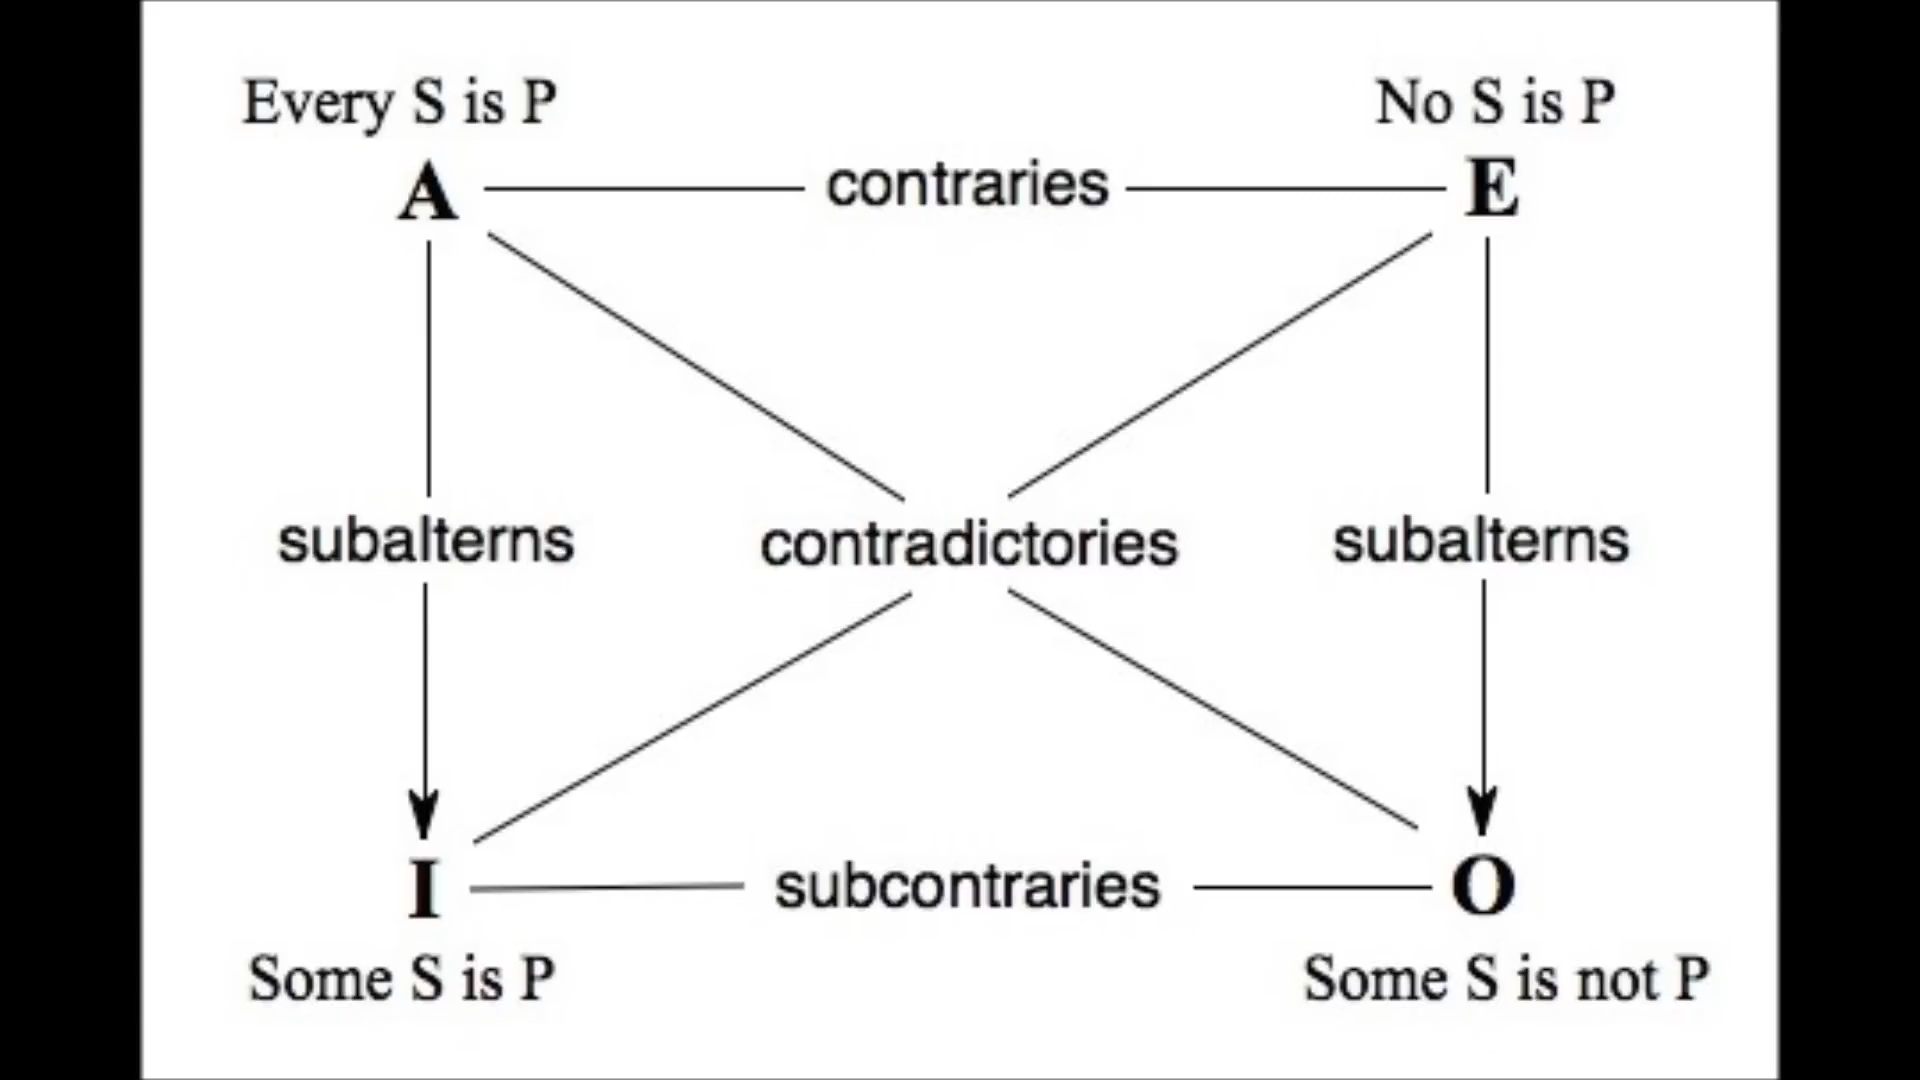 Every S is P
No S is P
A
contraries
E
subalterns
contradictories
subalterns
I
subcontraries
O
Some S is P
Some S is not P